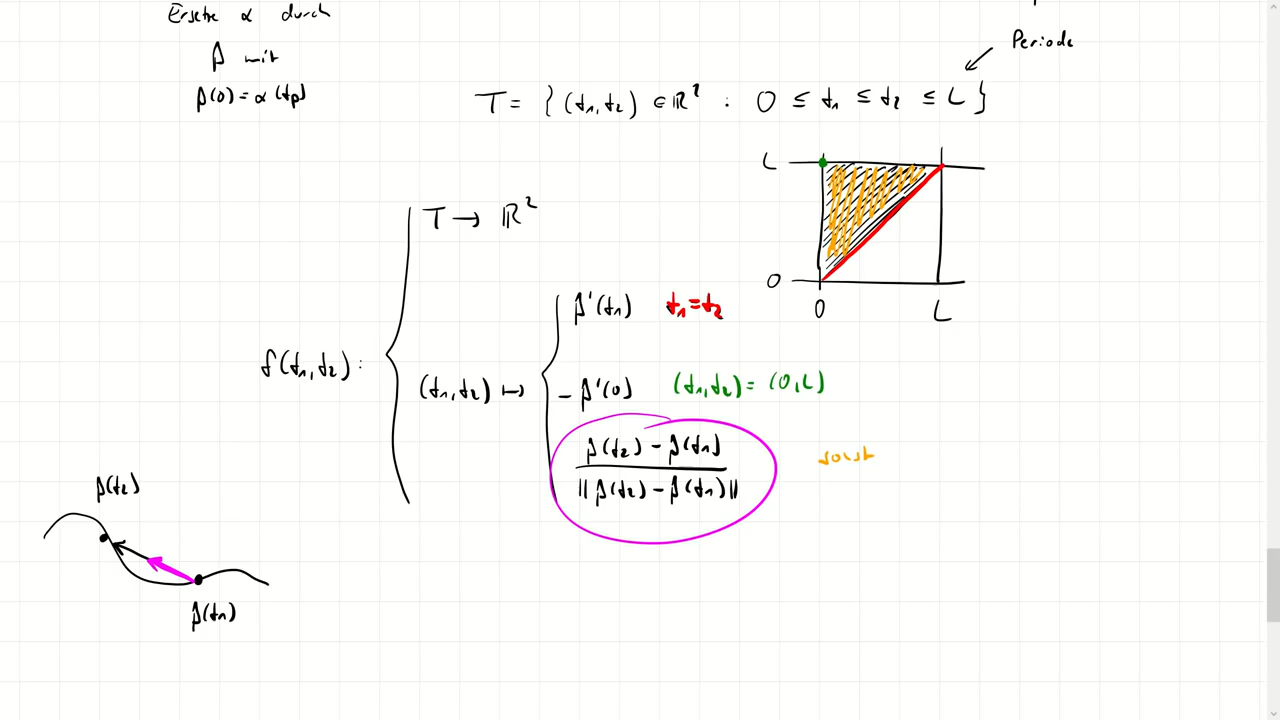 Ersetze α durch
β mit
β(0) = α(tp)
Periode
T = {(t₁,t₂) ∈ ℝ² : 0 ≤ t₁ ≤ t₂ ≤ L}
L
0
0 L
f(t₁,t₂) :
T → ℝ²
(t₁,t₂) ↦
β'(t₁) t₁=t₂
-β'(0) (t₁,t₂) = (0,L)
β(t₂) - β(t₁)
‖β(t₂) - β(t₁)‖
sonst
β(t₂)
β(t₁)